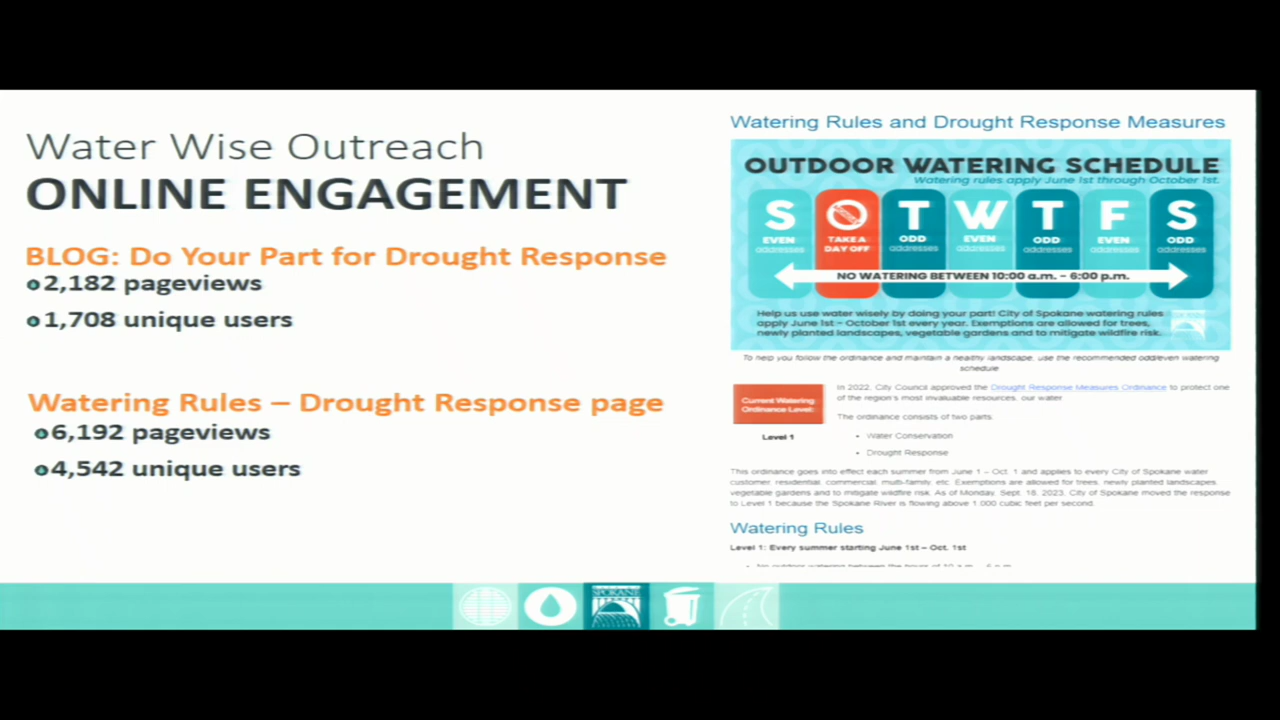 Water Wise Outreach
ONLINE ENGAGEMENT
BLOG: Do Your Part for Drought Response
2,182 pageviews
1,708 unique users
Watering Rules – Drought Response page
6,192 pageviews
4,542 unique users
Watering Rules and Drought Response Measures
OUTDOOR WATERING SCHEDULE
Watering rules apply June 1st through October 1st.
S T W T F S
EVEN addresses
TAKE A DAY OFF
ODD addresses
EVEN addresses
ODD addresses
EVEN addresses
ODD addresses
NO WATERING BETWEEN 10:00 a.m. - 6:00 p.m.
Help us use water wisely by doing your part! City of Spokane watering rules
apply June 1st – October 1st every year. Exemptions are allowed for trees,
newly planted landscapes, vegetable gardens and to mitigate wildfire risk.
To help you follow the ordinance and maintain a healthy landscape, use the recommended odd/even watering
schedule
Current Watering
Ordinance Level:
Level 1
In 2022, City Council approved the Drought Response Measures Ordinance to protect one
of the region's most invaluable resources, our water.
The ordinance consists of two parts:
• Water Conservation
• Drought Response
This ordinance goes into effect each summer from June 1 – Oct. 1 and applies to every City of Spokane water
customer: residential, commercial, multi-family, etc. Exemptions are allowed for trees, newly planted landscapes,
vegetable gardens and to mitigate wildfire risk. As of Monday, Sept. 18, 2023, City of Spokane moved the response
to Level 1 because the Spokane River is flowing above 1,000 cubic feet per second.
Watering Rules
Level 1: Every summer starting June 1st – Oct. 1st
• No outdoor watering between the hours of 10 a.m. – 6 p.m.
SPOKANE